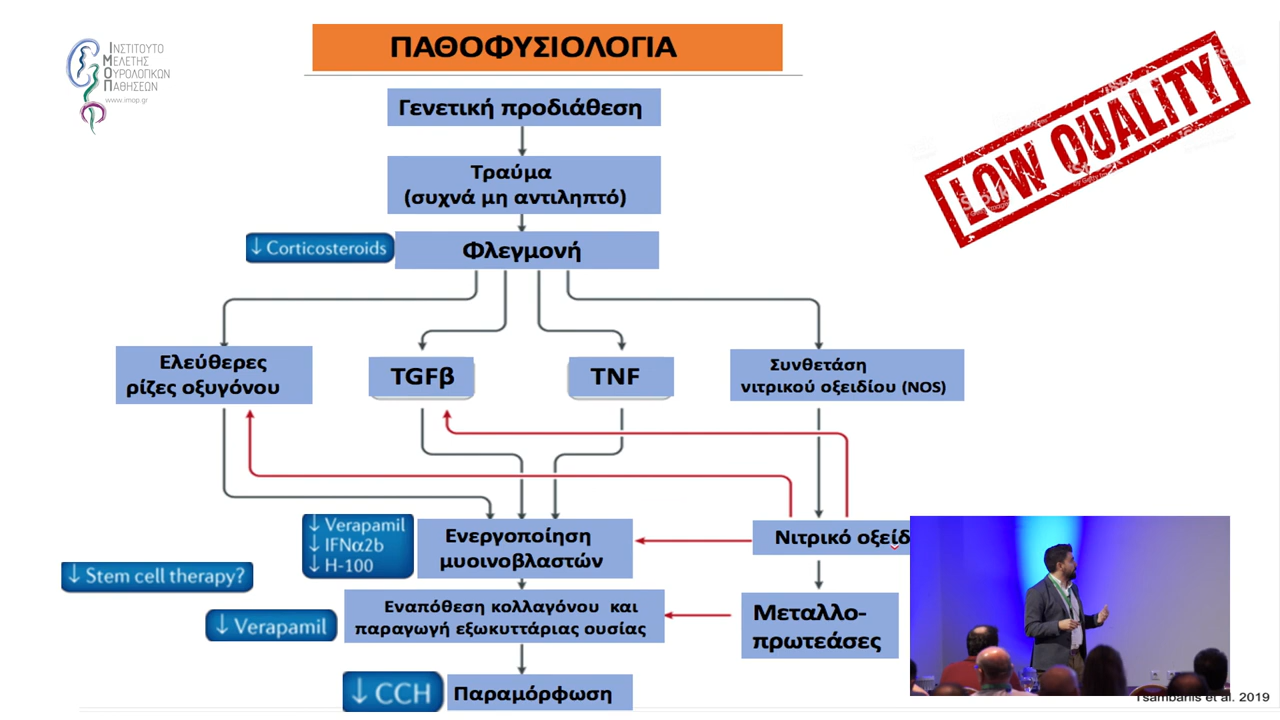 ΙΝΣΤΙΤΟΥΤΟ
ΜΕΛΕΤΗΣ
ΟΥΡΟΛΟΓΙΚΩΝ
ΠΑΘΗΣΕΩΝ
www.imop.gr
ΠΑΘΟΦΥΣΙΟΛΟΓΙΑ
LOW QUALITY
Γενετική προδιάθεση
Τραύμα
(συχνά μη αντιληπτό)
↓ Corticosteroids
Φλεγμονή
Ελεύθερες
ρίζες οξυγόνου
TGFβ
TNF
Συνθετάση
νιτρικού οξειδίου (NOS)
↓ Verapamil
↓ IFNα2b
↓ H-100
Ενεργοποίηση
μυοινοβλαστών
Νιτρικό οξείδ
↓ Stem cell therapy?
↓ Verapamil
Εναπόθεση κολλαγόνου και
παραγωγή εξωκυττάριας ουσίας
Μεταλλο-
πρωτεάσες
↓ CCH
Παραμόρφωση
et al. 2019